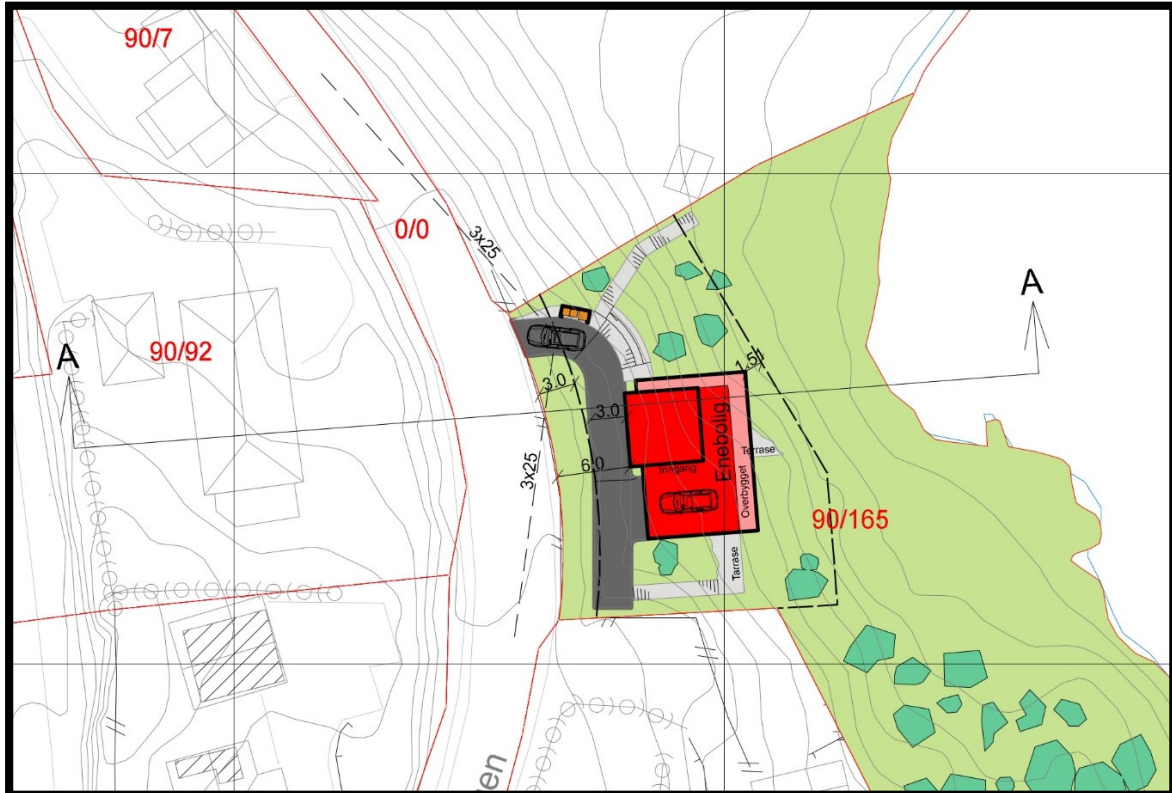 90/7
0/0
3x25
A
90/92
A
3.0
1.5
3.0
Enebolig
Terrase
Inngang
6.0
3x25
Overbygget
90/165
Tarrase
en